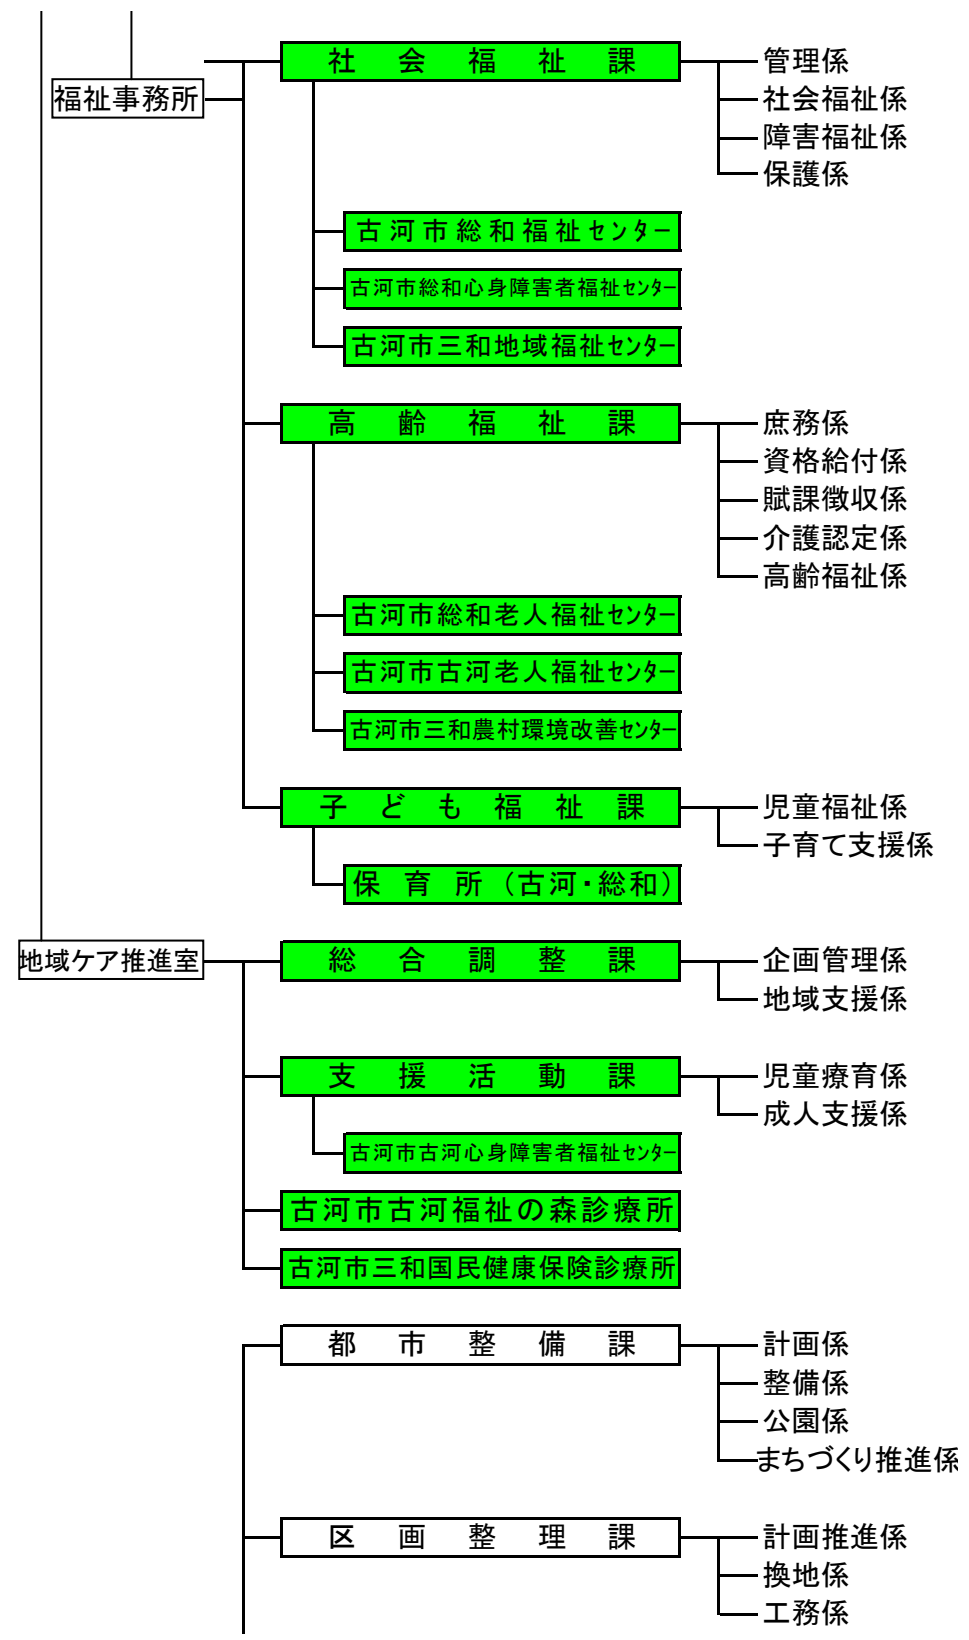 社会福祉課
管理係
福祉事務所
社会福祉係
障害福祉係
保護係
古河市総和福祉ｾﾝﾀｰ
古河市総和心身障害者福祉ｾﾝﾀｰ
古河市三和地域福祉ｾﾝﾀｰ
高齢福祉課
庶務係
資格給付係
賦課徴収係
介護認定係
高齢福祉係
古河市総和老人福祉ｾﾝﾀｰ
古河市古河老人福祉ｾﾝﾀｰ
古河市三和農村環境改善ｾﾝﾀｰ
子ども福祉課
児童福祉係
子育て支援係
保育所（古河・総和）
地域ケア推進室
総合調整課
企画管理係
地域支援係
支援活動課
児童療育係
成人支援係
古河市古河心身障害者福祉ｾﾝﾀｰ
古河市古河福祉の森診療所
古河市三和国民健康保険診療所
都市整備課
計画係
整備係
公園係
まちづくり推進係
区画整理課
計画推進係
換地係
工務係